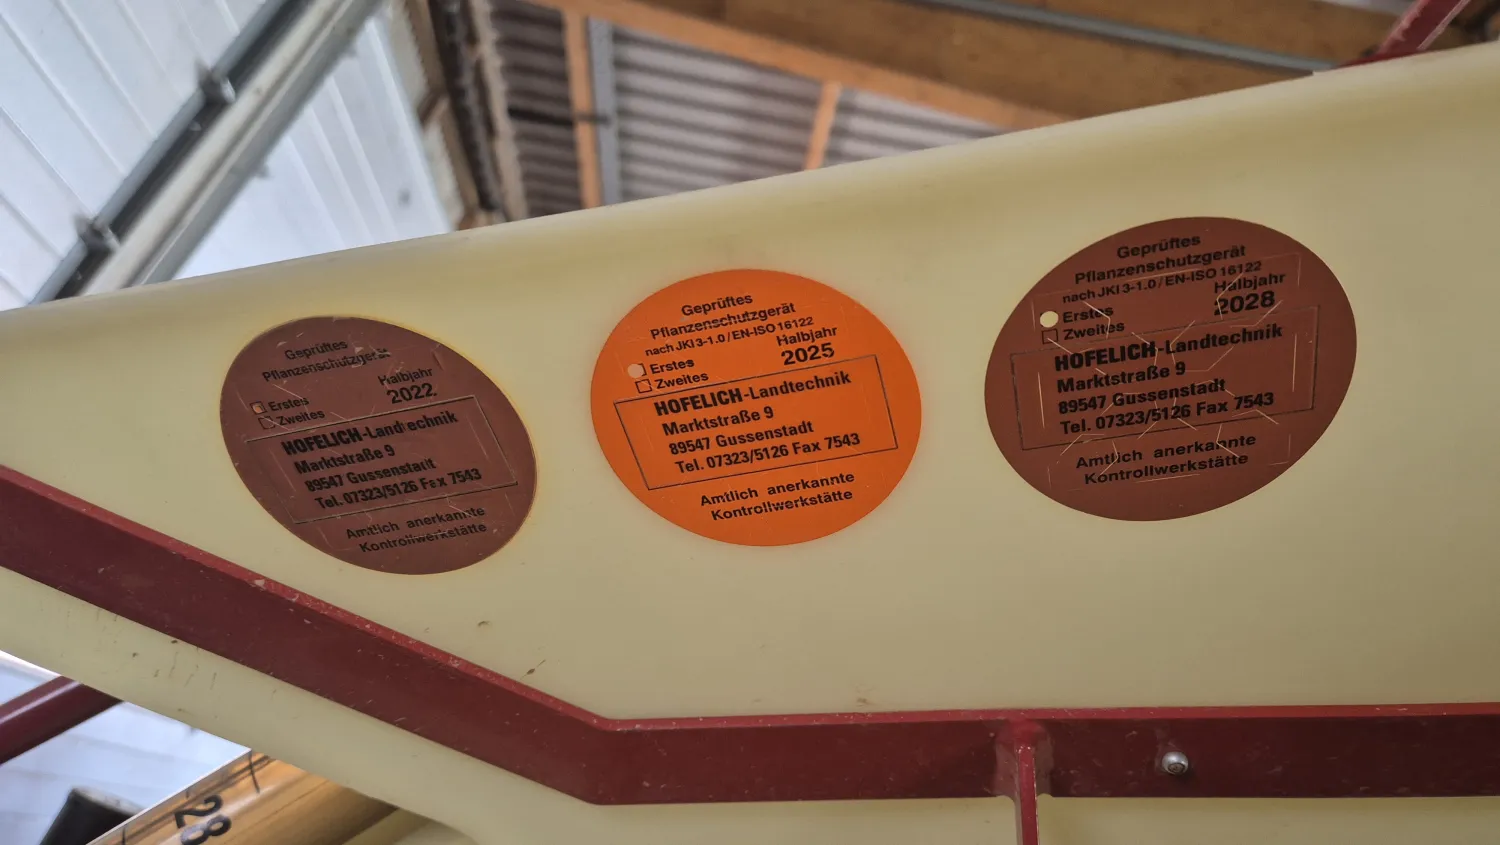 Geprüftes
Pflanzenschutzgerät
Halbjahr
Erstes
2022
Zweites
HOFELICH-Landtechnik
Marktstraße 9
89547 Gussenstadt
Tel. 07323/5126 Fax 7543
Amtlich anerkannte
Kontrollwerkstätte
Geprüftes
Pflanzenschutzgerät
nach JKI 3-1.0/EN-ISO 16122
Halbjahr
Erstes
2025
Zweites
HOFELICH-Landtechnik
Marktstraße 9
89547 Gussenstadt
Tel. 07323/5126 Fax 7543
Amtlich anerkannte
Kontrollwerkstätte
Geprüftes
Pflanzenschutzgerät
nach JKI 3-1.0/EN-ISO 16122
Halbjahr
Erstes
2028
Zweites
HOFELICH-Landtechnik
Marktstraße 9
89547 Gussenstadt
Tel. 07323/5126 Fax 7543
Amtlich anerkannte
Kontrollwerkstätte
28